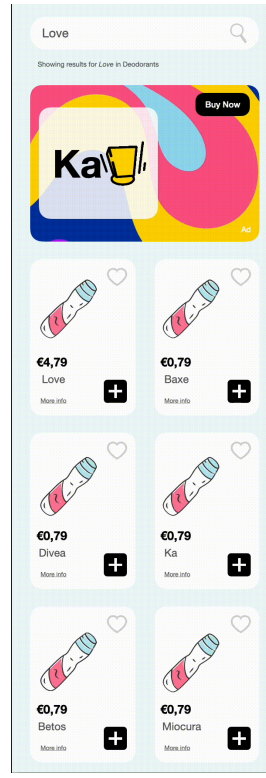 Love
Showing results for Love in Deodorants
Buy Now
Ka
Ad
€4,79
Love
More info
€0,79
Baxe
More info
€0,79
Divea
More info
€0,79
Ka
More info
€0,79
Betos
More info
€0,79
Miocura
More info